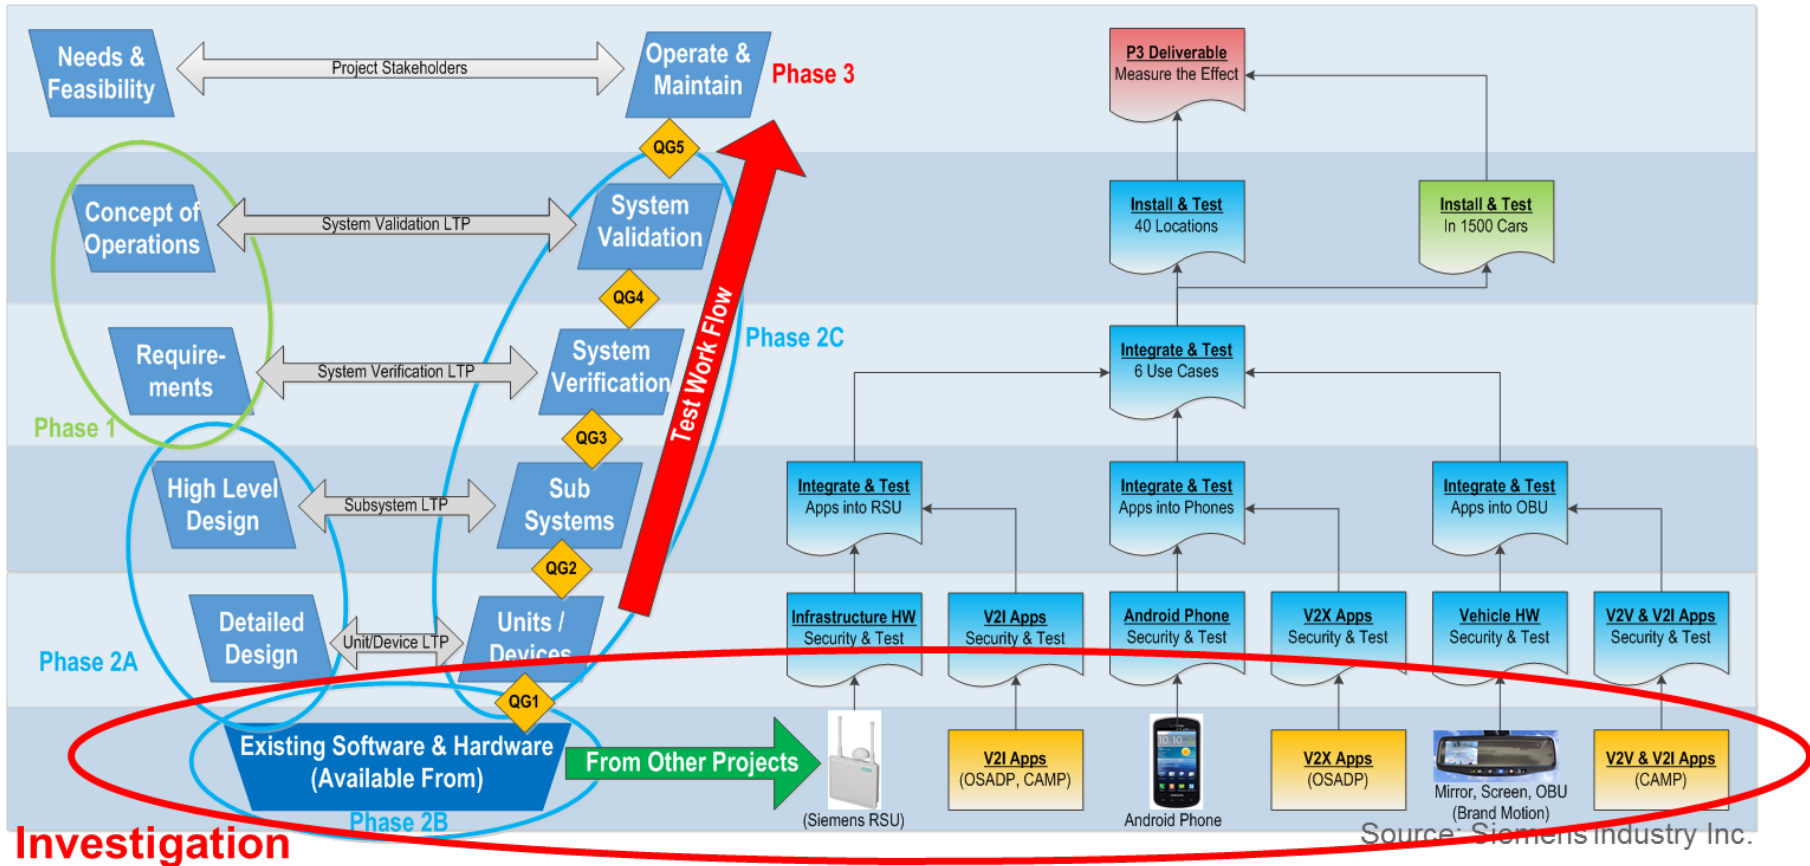 Needs &
Feasibility
Project Stakeholders
Operate &
Maintain
Phase 3
QG5
Concept of
Operations
System Validation LTP
System
Validation
QG4
Require-
ments
System Verification LTP
System
Verification
Phase 2C
Phase 1
QG3
Test Work Flow
High Level
Design
Subsystem LTP
Sub
Systems
QG2
Detailed
Design
Unit/Device LTP
Units /
Devices
Phase 2A
QG1
Existing Software & Hardware
(Available From)
From Other Projects
Phase 2B
Investigation
P3 Deliverable
Measure the Effect
Install & Test
40 Locations
Install & Test
In 1500 Cars
Integrate & Test
6 Use Cases
Integrate & Test
Apps into RSU
Integrate & Test
Apps into Phones
Integrate & Test
Apps into OBU
Infrastructure HW
Security & Test
V2I Apps
Security & Test
Android Phone
Security & Test
V2X Apps
Security & Test
Vehicle HW
Security & Test
V2V & V2I Apps
Security & Test
(Siemens RSU)
V2I Apps
(OSADP, CAMP)
10:10
Android Phone
V2X Apps
(OSADP)
Mirror, Screen, OBU
(Brand Motion)
V2V & V2I Apps
(CAMP)
Source: Siemens Industry Inc.